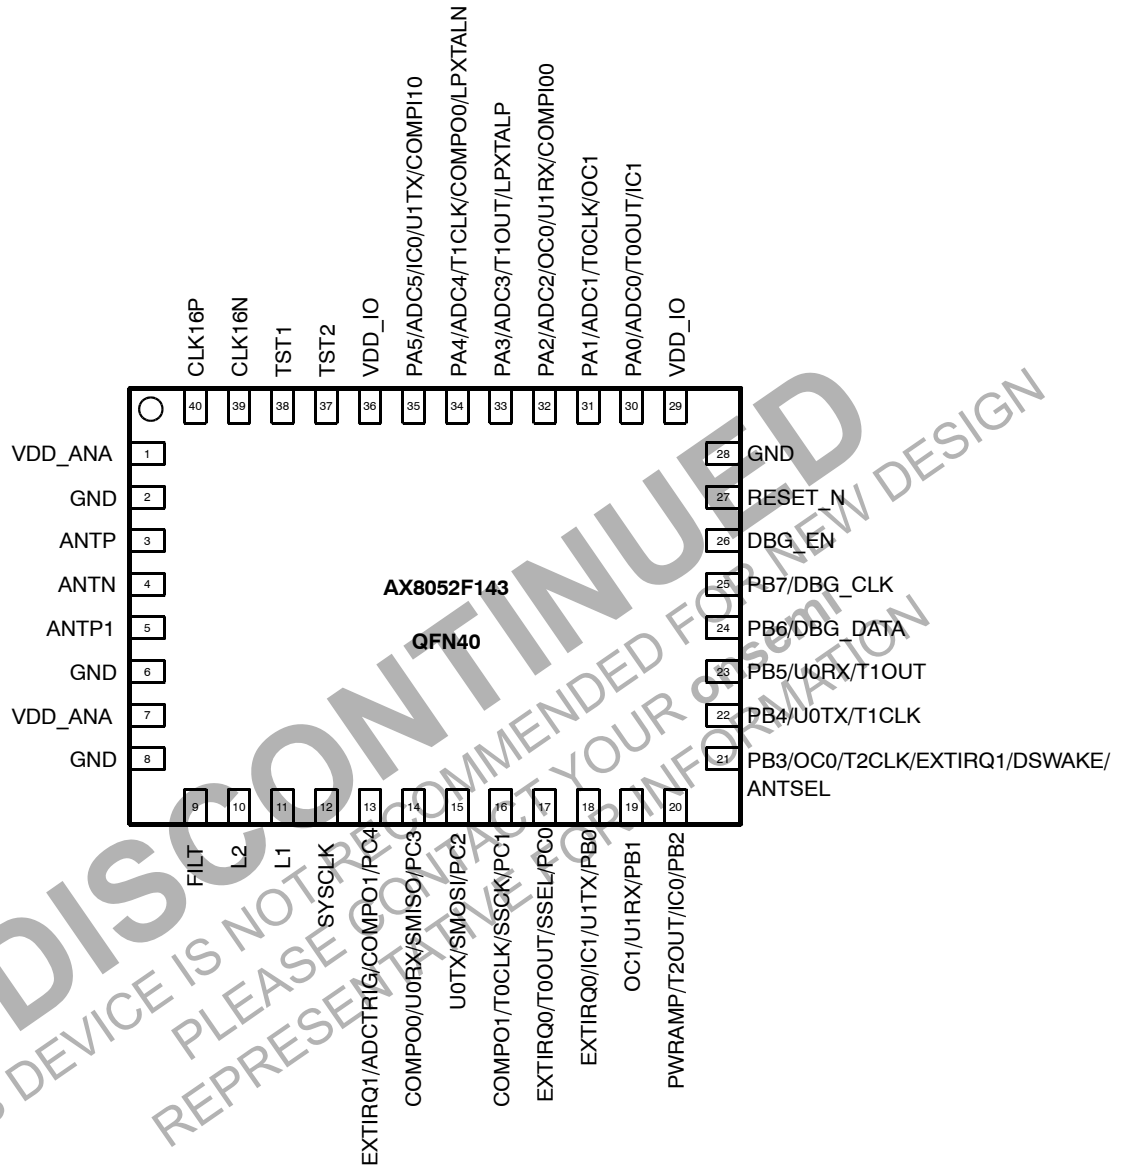 CLK16P
CLK16N
TST1
TST2
VDD_IO
PA5/ADC5/IC0/U1TX/COMPI10
PA4/ADC4/T1CLK/COMPO0/LPXTALN
PA3/ADC3/T1OUT/LPXTALP
PA2/ADC2/OC0/U1RX/COMPI00
PA1/ADC1/T0CLK/OC1
PA0/ADC0/T0OUT/IC1
VDD_IO
40
39
38
37
36
35
34
33
32
31
30
29
VDD_ANA 1
GND 2
ANTP 3
ANTN 4
ANTP1 5
GND 6
VDD_ANA 7
GND 8
AX8052F143
QFN40
28 GND
27 RESET_N
26 DBG_EN
25 PB7/DBG_CLK
24 PB6/DBG_DATA
23 PB5/U0RX/T1OUT
22 PB4/U0TX/T1CLK
21 PB3/OC0/T2CLK/EXTIRQ1/DSWAKE/
ANTSEL
9
10
11
12
13
14
15
16
17
18
19
20
FILT
L2
L1
SYSCLK
EXTIRQ1/ADCTRIG/COMPO1/PC4
COMPO0/U0RX/SMISO/PC3
U0TX/SMOSI/PC2
COMPO1/T0CLK/SSCK/PC1
EXTIRQ0/T0OUT/SSEL/PC0
EXTIRQ0/IC1/U1TX/PB0
OC1/U1RX/PB1
PWRAMP/T2OUT/IC0/PB2
DISCONTINUED
DEVICE IS NOT RECOMMENDED FOR NEW DESIGN
PLEASE CONTACT YOUR onsemi
REPRESENTATIVE FOR INFORMATION